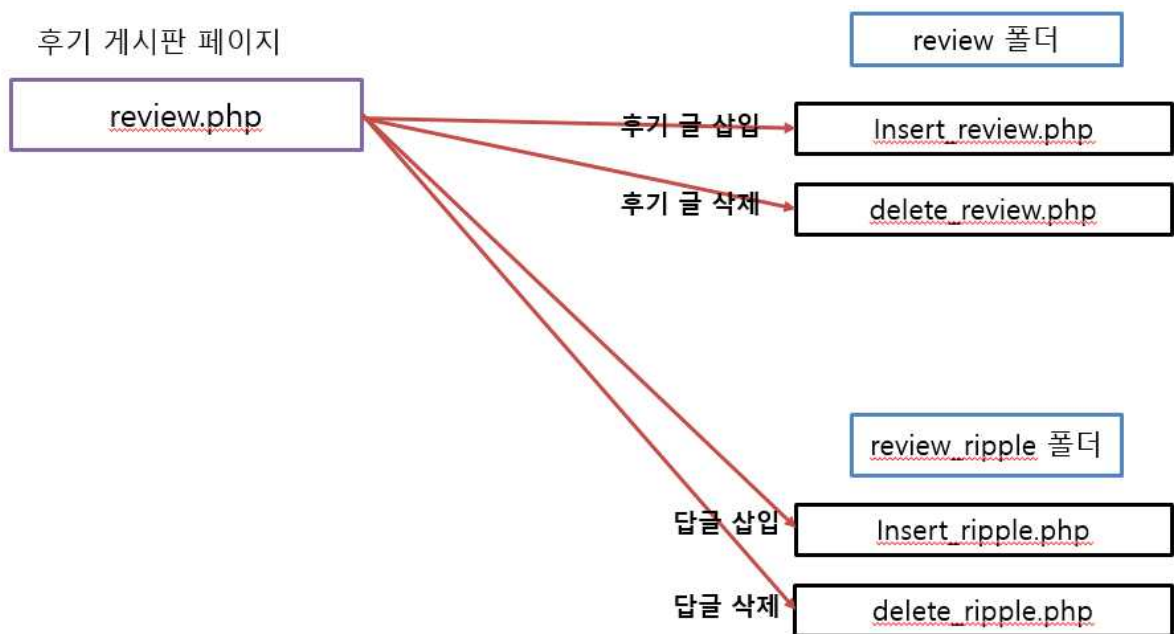 후기 게시판 페이지
review.php
review 폴더
후기 글 삽입
Insert_review.php
후기 글 삭제
delete_review.php
review_ripple 폴더
답글 삽입
Insert_ripple.php
답글 삭제
delete_ripple.php